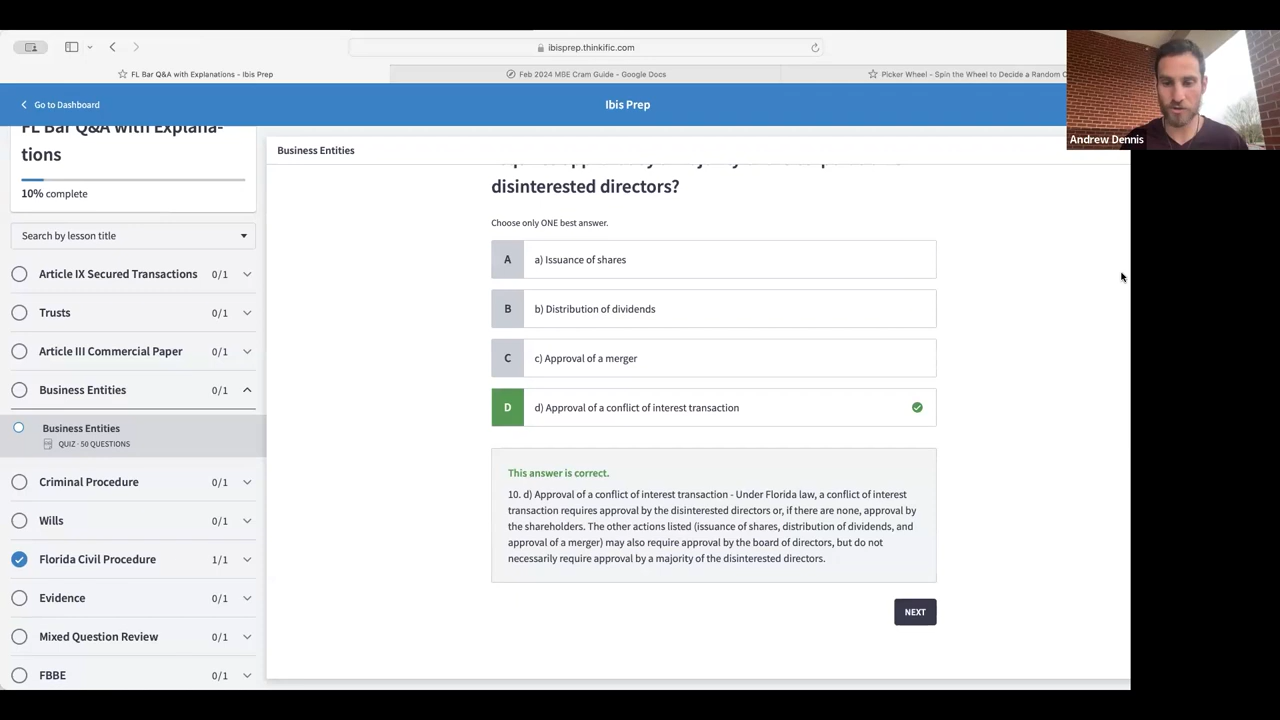 ibisprep.thinkific.com
FL Bar Q&A with Explanations - Ibis Prep
Feb 2024 MBE Cram Guide - Google Docs
Picker Wheel - Spin the Wheel to Decide a Random
Go to Dashboard
Ibis Prep
Andrew Dennis
FL Bar Q&A with Explana-
tions
10% complete
Search by lesson title
Article IX Secured Transactions 0/1
Trusts 0/1
Article III Commercial Paper 0/1
Business Entities 0/1
Business Entities
QUIZ · 50 QUESTIONS
Criminal Procedure 0/1
Wills 0/1
Florida Civil Procedure 1/1
Evidence 0/1
Mixed Question Review 0/1
FBBE 0/1
Business Entities
disinterested directors?
Choose only ONE best answer.
A a) Issuance of shares
B b) Distribution of dividends
C c) Approval of a merger
D d) Approval of a conflict of interest transaction
This answer is correct.
10. d) Approval of a conflict of interest transaction - Under Florida law, a conflict of interest
transaction requires approval by the disinterested directors or, if there are none, approval by
the shareholders. The other actions listed (issuance of shares, distribution of dividends, and
approval of a merger) may also require approval by the board of directors, but do not
necessarily require approval by a majority of the disinterested directors.
NEXT